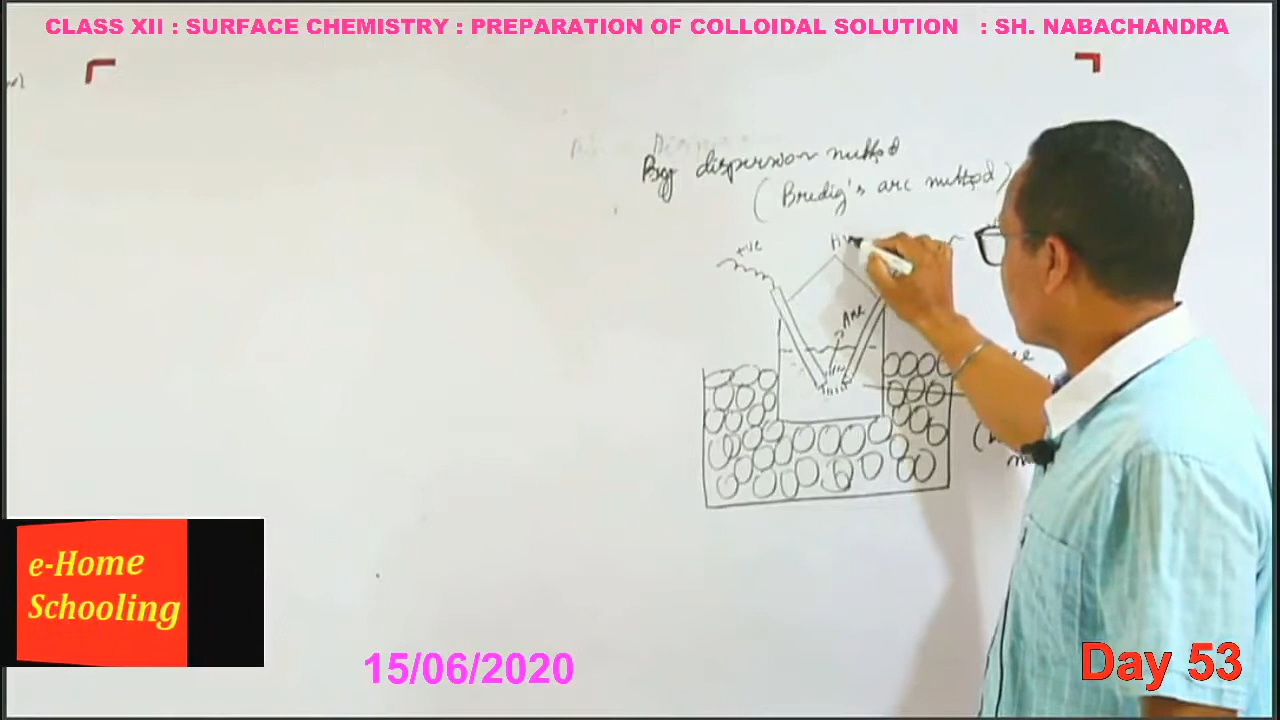 CLASS XII : SURFACE CHEMISTRY : PREPARATION OF COLLOIDAL SOLUTION : SH. NABACHANDRA
By dispersion method
( Bredig's arc method )
+ve
Arc
e-Home
Schooling
15/06/2020
Day 53